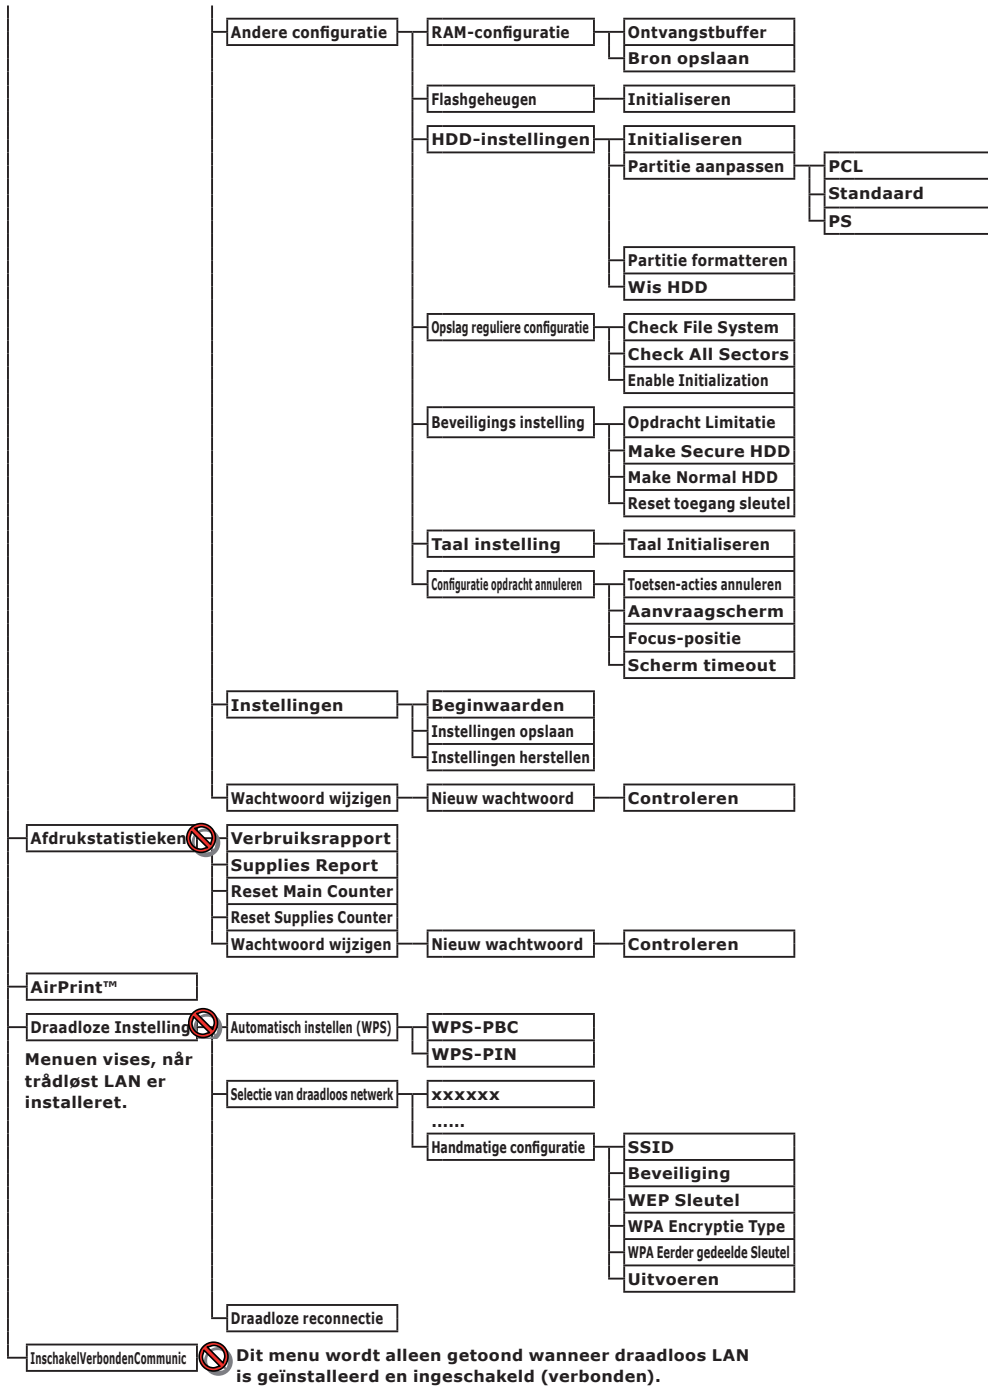 Andere configuratie
RAM-configuratie
Ontvangstbuffer
Bron opslaan
Flashgeheugen
Initialiseren
HDD-instellingen
Initialiseren
Partitie aanpassen
PCL
Standaard
PS
Partitie formatteren
Wis HDD
Opslag reguliere configuratie
Check File System
Check All Sectors
Enable Initialization
Beveiligings instelling
Opdracht Limitatie
Make Secure HDD
Make Normal HDD
Reset toegang sleutel
Taal instelling
Taal Initialiseren
Configuratie opdracht annuleren
Toetsen-acties annuleren
Aanvraagscherm
Focus-positie
Scherm timeout
Instellingen
Beginwaarden
Instellingen opslaan
Instellingen herstellen
Wachtwoord wijzigen
Nieuw wachtwoord
Controleren
Afdrukstatistieken
Verbruiksrapport
Supplies Report
Reset Main Counter
Reset Supplies Counter
Wachtwoord wijzigen
Nieuw wachtwoord
Controleren
AirPrint™
Draadloze Instelling
Menuen vises, når
trådløst LAN er
installeret.
Automatisch instellen (WPS)
WPS-PBC
WPS-PIN
Selectie van draadloos netwerk
xxxxxx
......
Handmatige configuratie
SSID
Beveiliging
WEP Sleutel
WPA Encryptie Type
WPA Eerder gedeelde Sleutel
Uitvoeren
Draadloze reconnectie
InschakelVerbondenCommunic
Dit menu wordt alleen getoond wanneer draadloos LAN
is geïnstalleerd en ingeschakeld (verbonden).